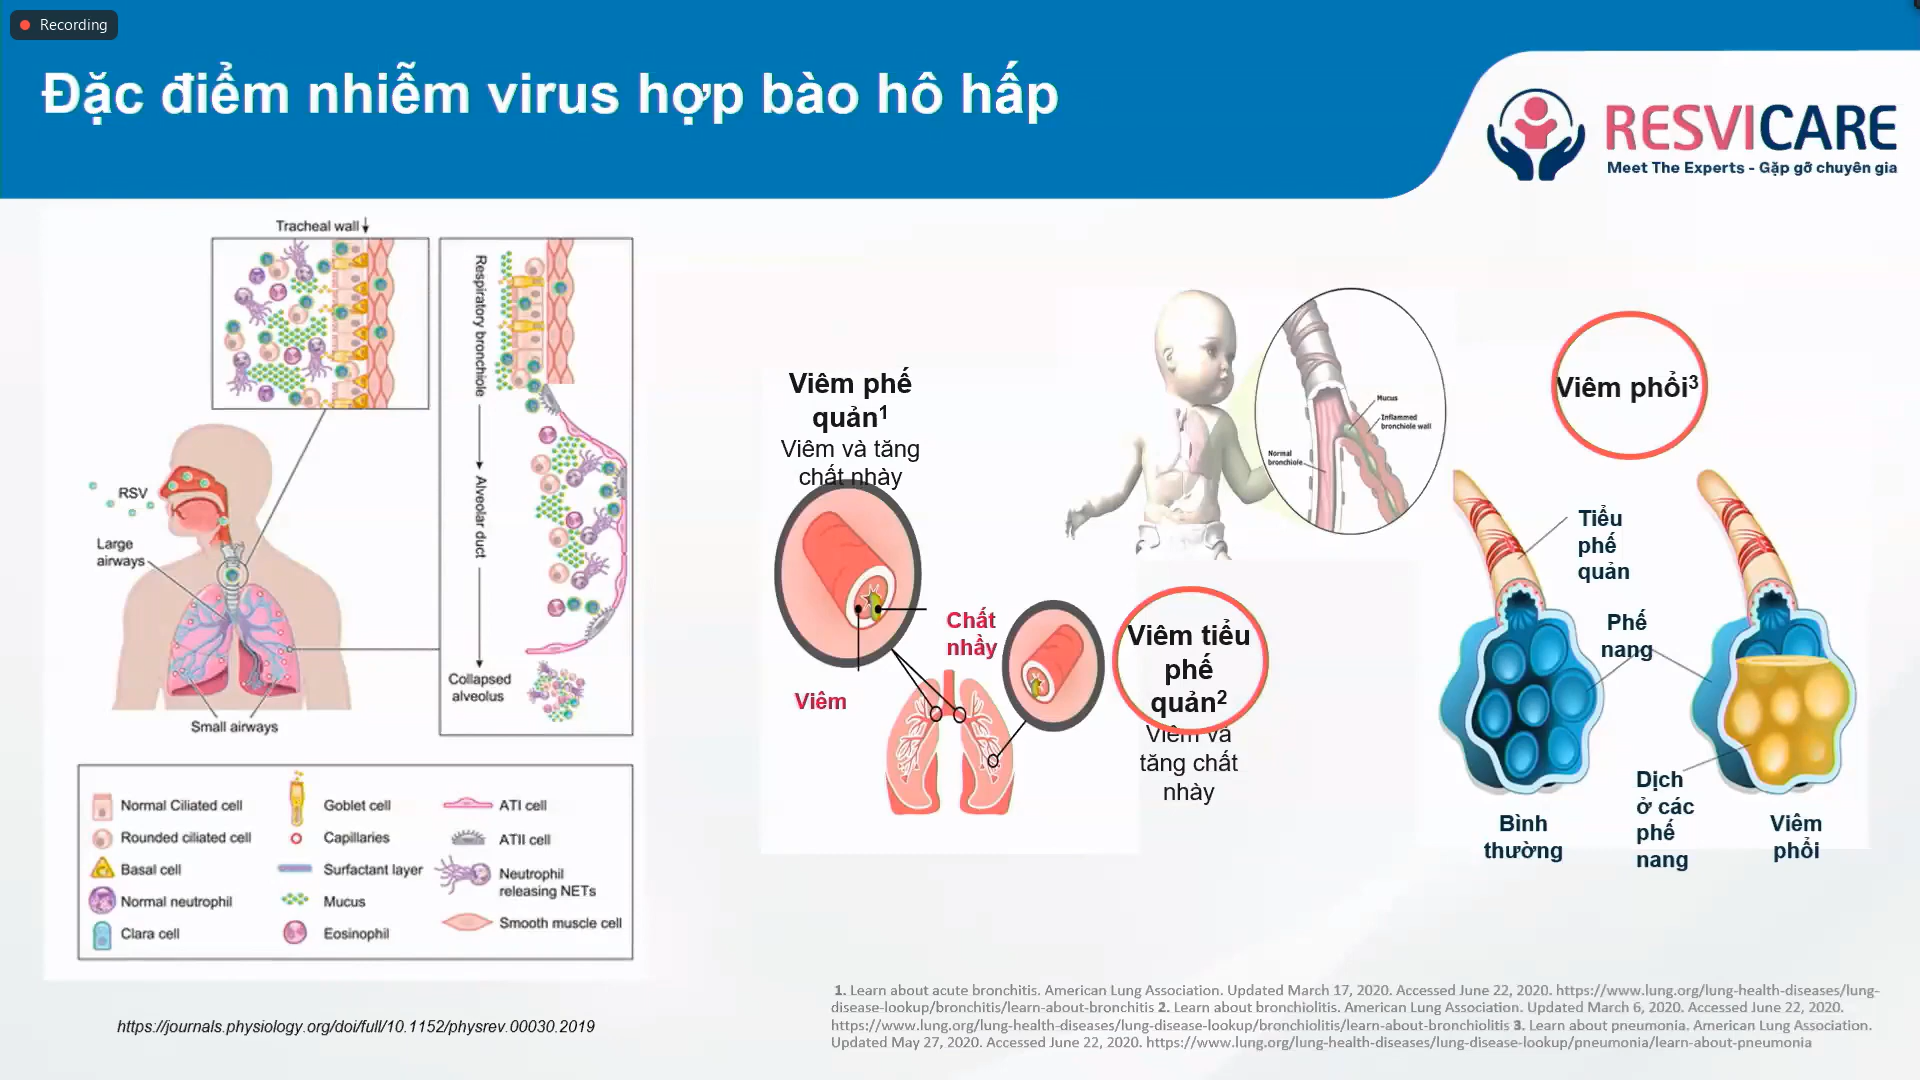 Recording
Đặc điểm nhiễm virus hợp bào hô hấp
RESVICARE
Meet The Experts - Gặp gỡ chuyên gia
Tracheal wall
Respiratory bronchiole
Alveolar duct
Collapsed
alveolus
RSV
Large
airways
Small airways
Normal Ciliated cell
Rounded ciliated cell
Basal cell
Normal neutrophil
Clara cell
Goblet cell
Capillaries
Surfactant layer
Mucus
Eosinophil
ATI cell
ATII cell
Neutrophil
releasing NETs
Smooth muscle cell
https://journals.physiology.org/doi/full/10.1152/physrev.00030.2019
Viêm phế
quản1
Viêm và tăng
chất nhày
Chất
nhầy
Viêm
Mucus
Inflammed
bronchiole wall
Normal
bronchiole
Viêm tiểu
phế
quản2
Viêm và
tăng chất
nhày
Viêm phổi3
Tiểu
phế
quản
Phế
nang
Dịch
ở các
phế
nang
Bình
thường
Viêm
phổi
1. Learn about acute bronchitis. American Lung Association. Updated March 17, 2020. Accessed June 22, 2020. https://www.lung.org/lung-health-diseases/lung-
disease-lookup/bronchitis/learn-about-bronchitis 2. Learn about bronchiolitis. American Lung Association. Updated March 6, 2020. Accessed June 22, 2020.
https://www.lung.org/lung-health-diseases/lung-disease-lookup/bronchiolitis/learn-about-bronchiolitis 3. Learn about pneumonia. American Lung Association.
Updated May 27, 2020. Accessed June 22, 2020. https://www.lung.org/lung-health-diseases/lung-disease-lookup/pneumonia/learn-about-pneumonia